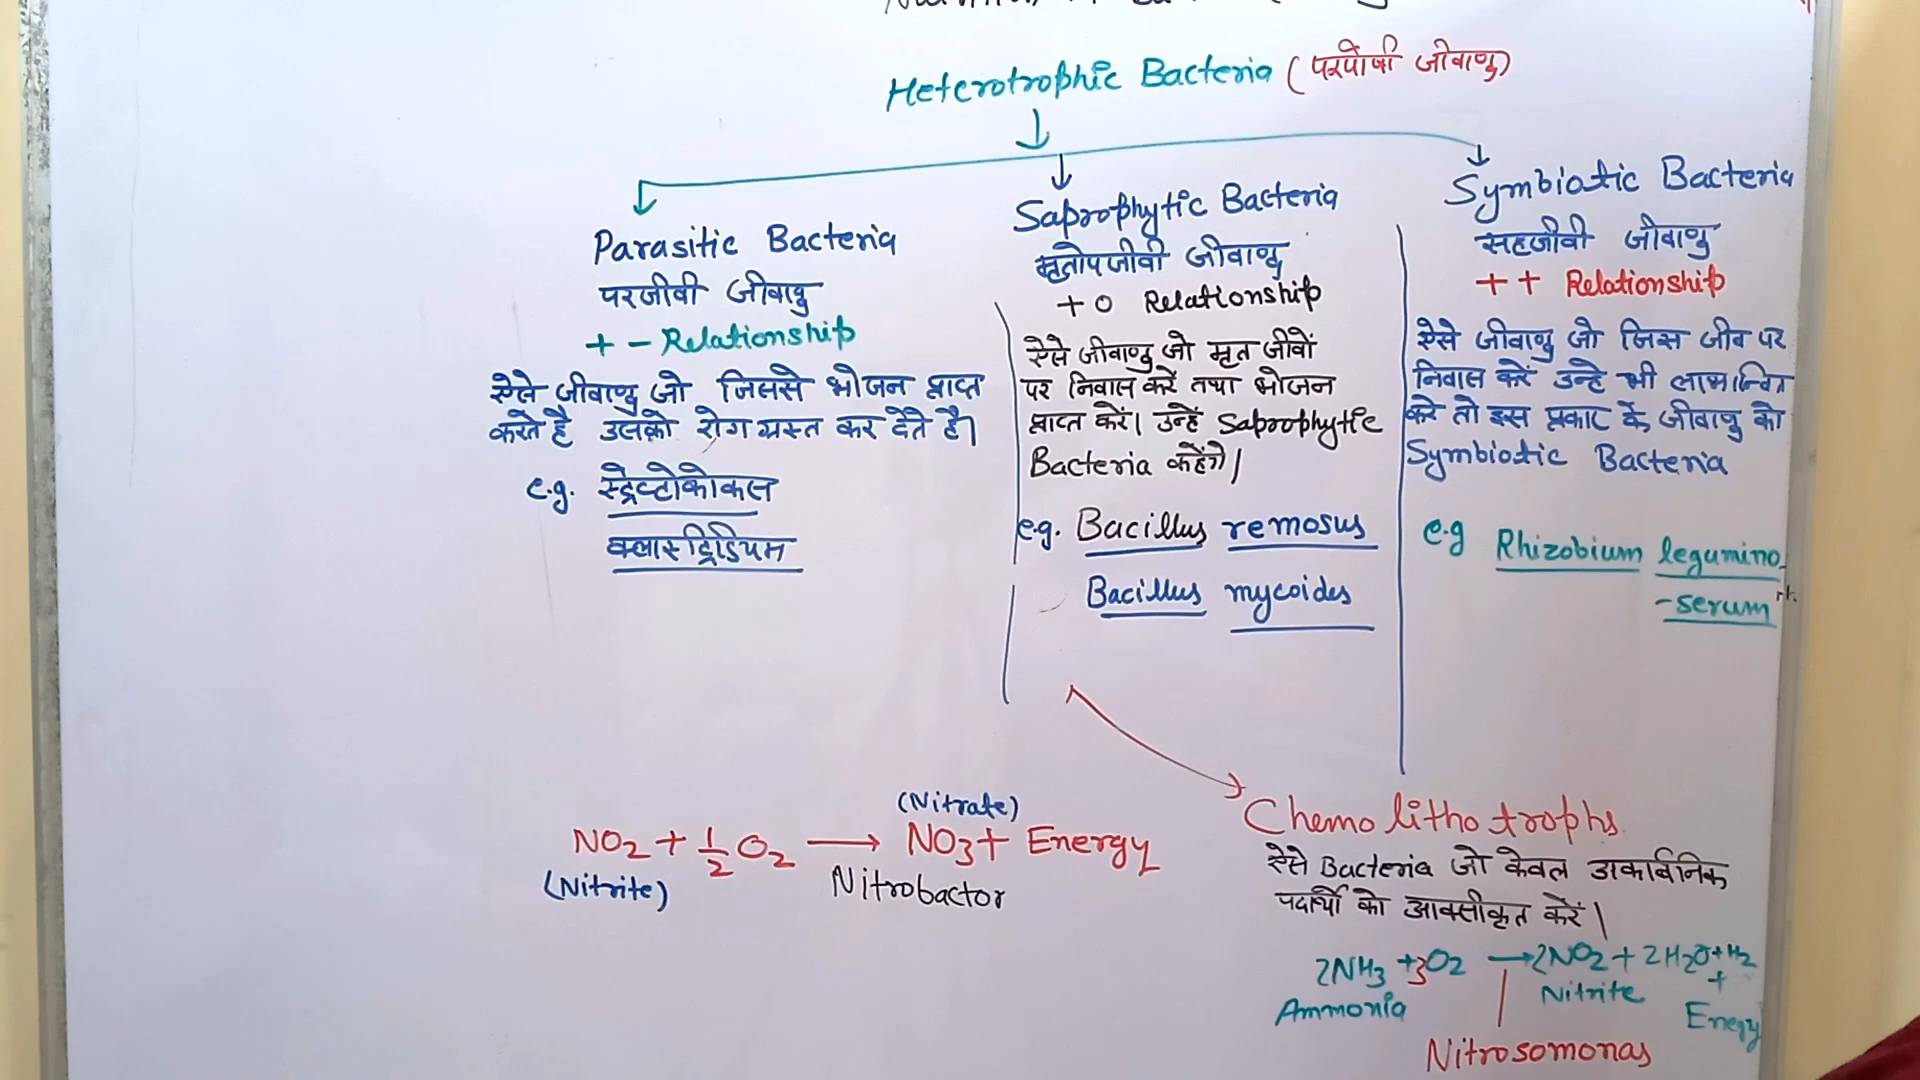 Heterotrophic Bacteria (परपोषी जीवाणु)
Parasitic Bacteria
परजीवी जीवाणु
+ - Relationship
ऐसे जीवाणु जो जिससे भोजन प्राप्त
करते है उसको रोग ग्रस्त कर देते है।
e.g. स्ट्रेप्टोकोकस
क्लास्ट्रिडियम
Saprophytic Bacteria
मृतोपजीवी जीवाणु
+ 0 Relationship
ऐसे जीवाणु जो मृत जीवों
पर निवास करें तथा भोजन
प्राप्त करें। उन्हें Saprophytic
Bacteria कहेंगे।
e.g. Bacillus remosus
Bacillus mycoides
Symbiotic Bacteria
सहजीवी जीवाणु
+ + Relationship
ऐसे जीवाणु जो जिस जीव पर
निवास करें उन्हे भी लाभान्वित
करे तो इस प्रकार के जीवाणु को
Symbiotic Bacteria
e.g Rhizobium legumino-
-serum
(Nitrate)
NO2 + 1/2 O2 → NO3 + Energy
(Nitrite) Nitrobactor
Chemolithotrophs
ऐसे Bacteria जो केवल अकार्बनिक
पदार्थो को आक्सीकृत करें।
2NH3 + 3O2 → 2NO2 + 2H2O + H2
+
Ammonia Nitrite Enegy
Nitrosomonas